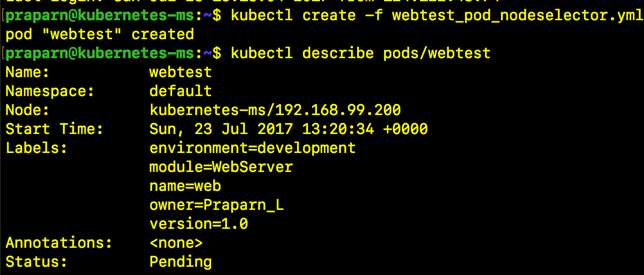 praparn@kubernetes-ms:~$ kubectl create -f webtest_pod_nodeselector.yml
pod "webtest" created
praparn@kubernetes-ms:~$ kubectl describe pods/webtest
Name: webtest
Namespace: default
Node: kubernetes-ms/192.168.99.200
Start Time: Sun, 23 Jul 2017 13:20:34 +0000
Labels: environment=development
module=WebServer
name=web
owner=Praparn_L
version=1.0
Annotations: <none>
Status: Pending